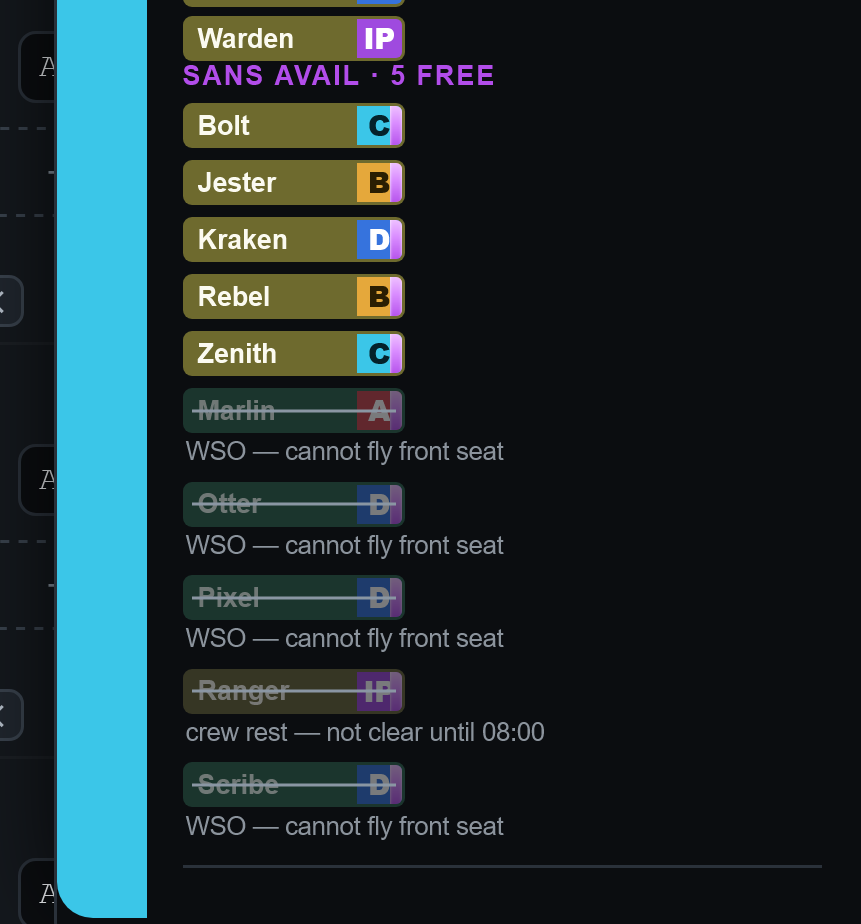 Warden IP
SANS AVAIL · 5 FREE
Bolt C
Jester B
Kraken D
Rebel B
Zenith C
Marlin A
WSO — cannot fly front seat
Otter D
WSO — cannot fly front seat
Pixel D
WSO — cannot fly front seat
Ranger IP
crew rest — not clear until 08:00
Scribe D
WSO — cannot fly front seat